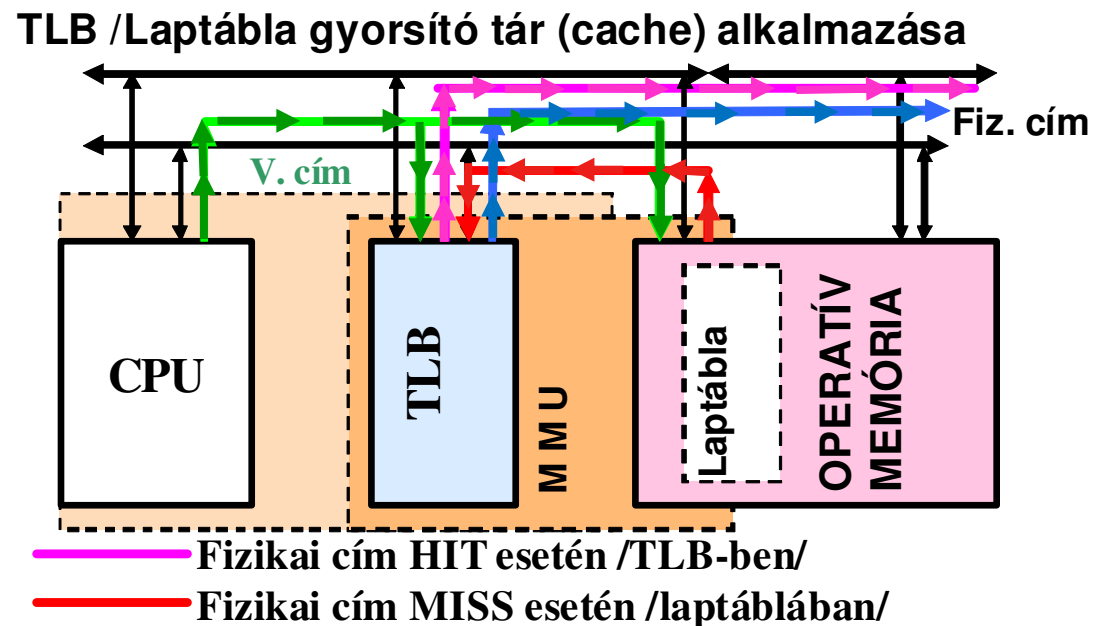 TLB /Laptábla gyorsító tár (cache) alkalmazása
Fiz. cím
V. cím
CPU
TLB
M M U
Laptábla
OPERATÍV
MEMÓRIA
Fizikai cím HIT esetén /TLB-ben/
Fizikai cím MISS esetén /laptáblában/